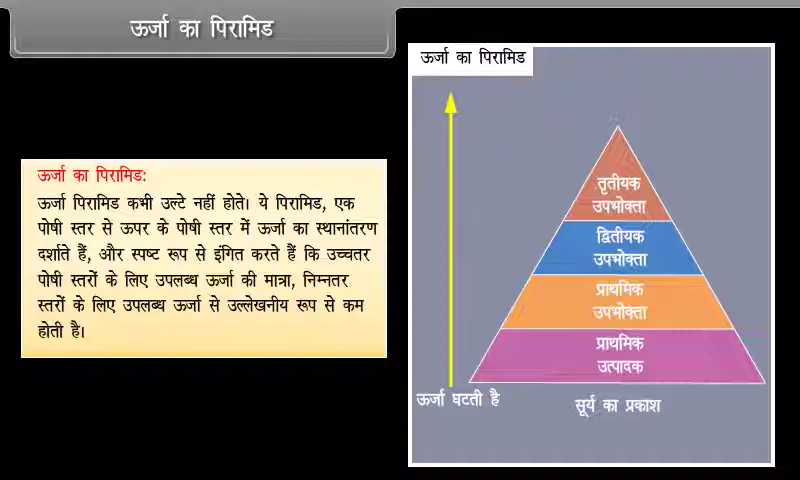 ऊर्जा का पिरामिड
ऊर्जा का पिरामिड:
ऊर्जा पिरामिड कभी उल्टे नहीं होते। ये पिरामिड, एक
पोषी स्तर से ऊपर के पोषी स्तर में ऊर्जा का स्थानांतरण
दर्शाते हैं, और स्पष्ट रूप से इंगित करते हैं कि उच्चतर
पोषी स्तरों के लिए उपलब्ध ऊर्जा की मात्रा, निम्नतर
स्तरों के लिए उपलब्ध ऊर्जा से उल्लेखनीय रूप से कम
होती है।
ऊर्जा का पिरामिड
तृतीयक
उपभोक्ता
द्वितीयक
उपभोक्ता
प्राथमिक
उपभोक्ता
प्राथमिक
उत्पादक
ऊर्जा घटती है
सूर्य का प्रकाश